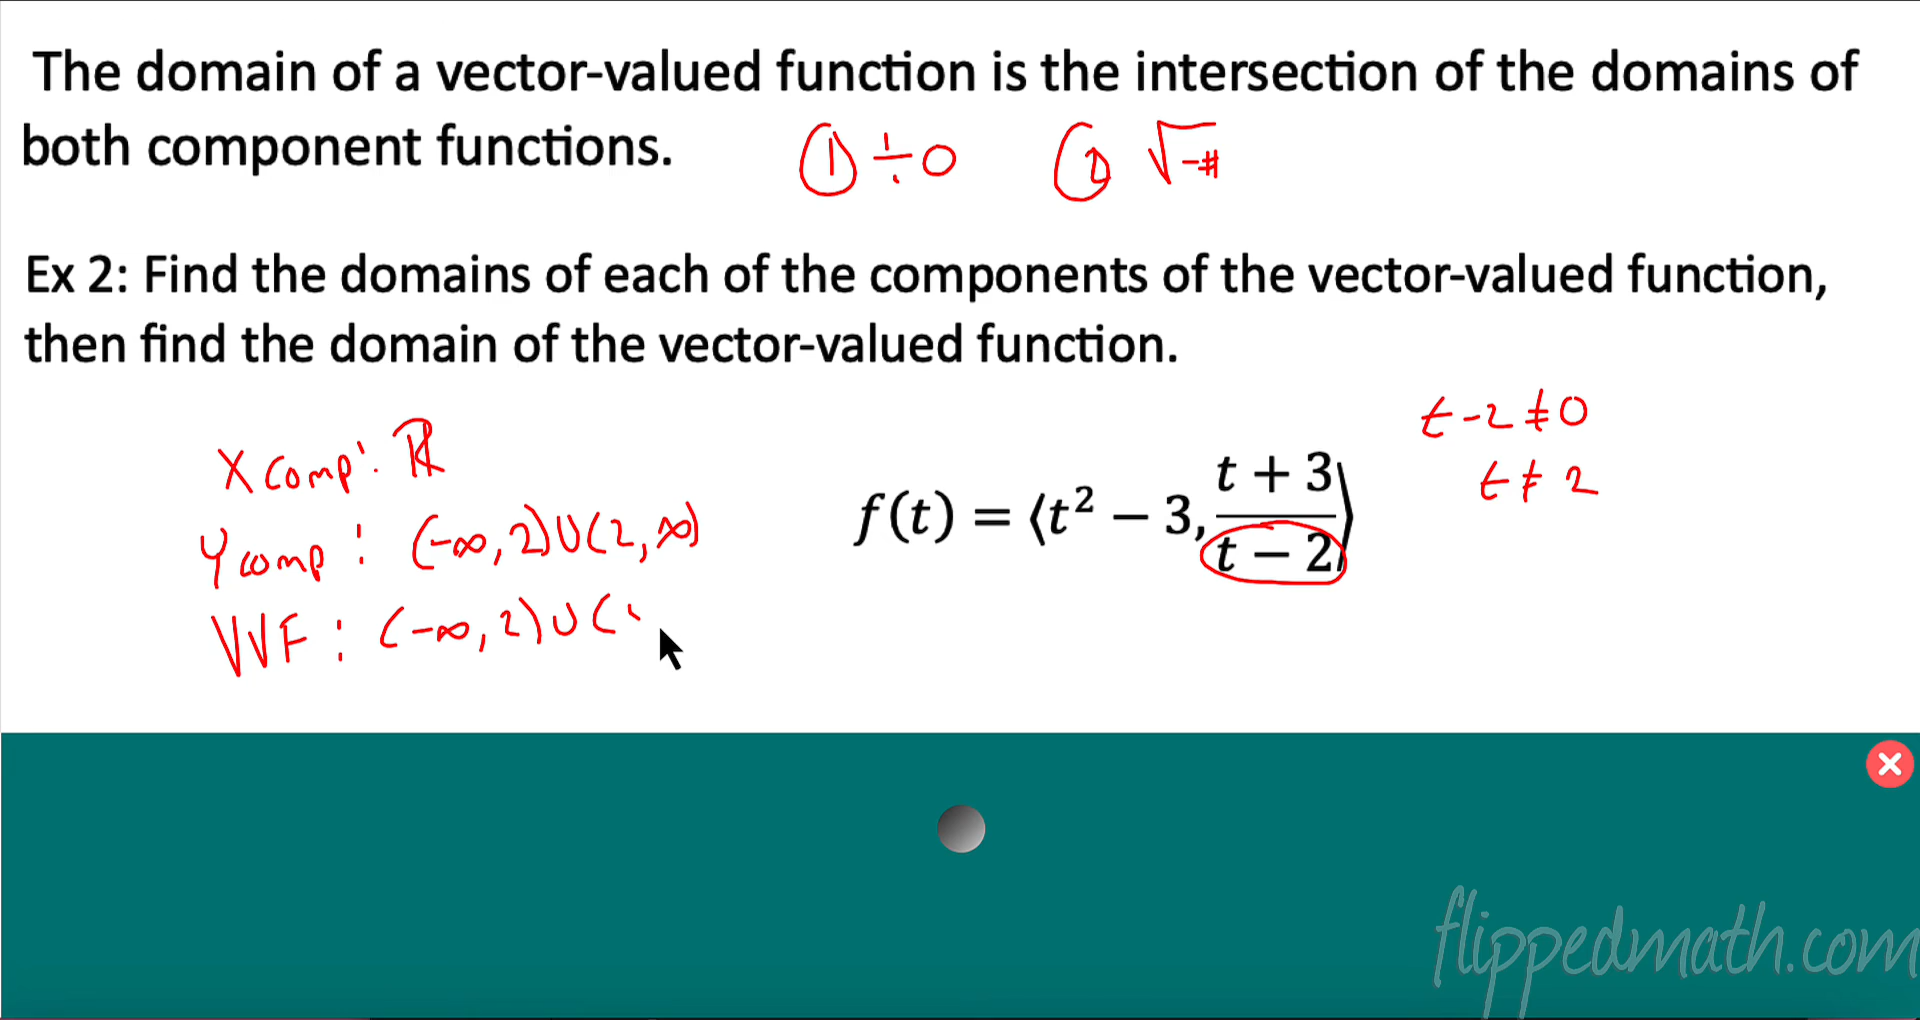 The domain of a vector-valued function is the intersection of the domains of
both component functions. ① ÷0 ② √-#
Ex 2: Find the domains of each of the components of the vector-valued function,
then find the domain of the vector-valued function.
t-2≠0
X comp: ℝ
t≠2
f(t) = ⟨t² − 3, (t + 3)/(t − 2)⟩
Y comp: (-∞,2)∪(2,∞)
VVF: (-∞,2)∪(
flippedmath.com